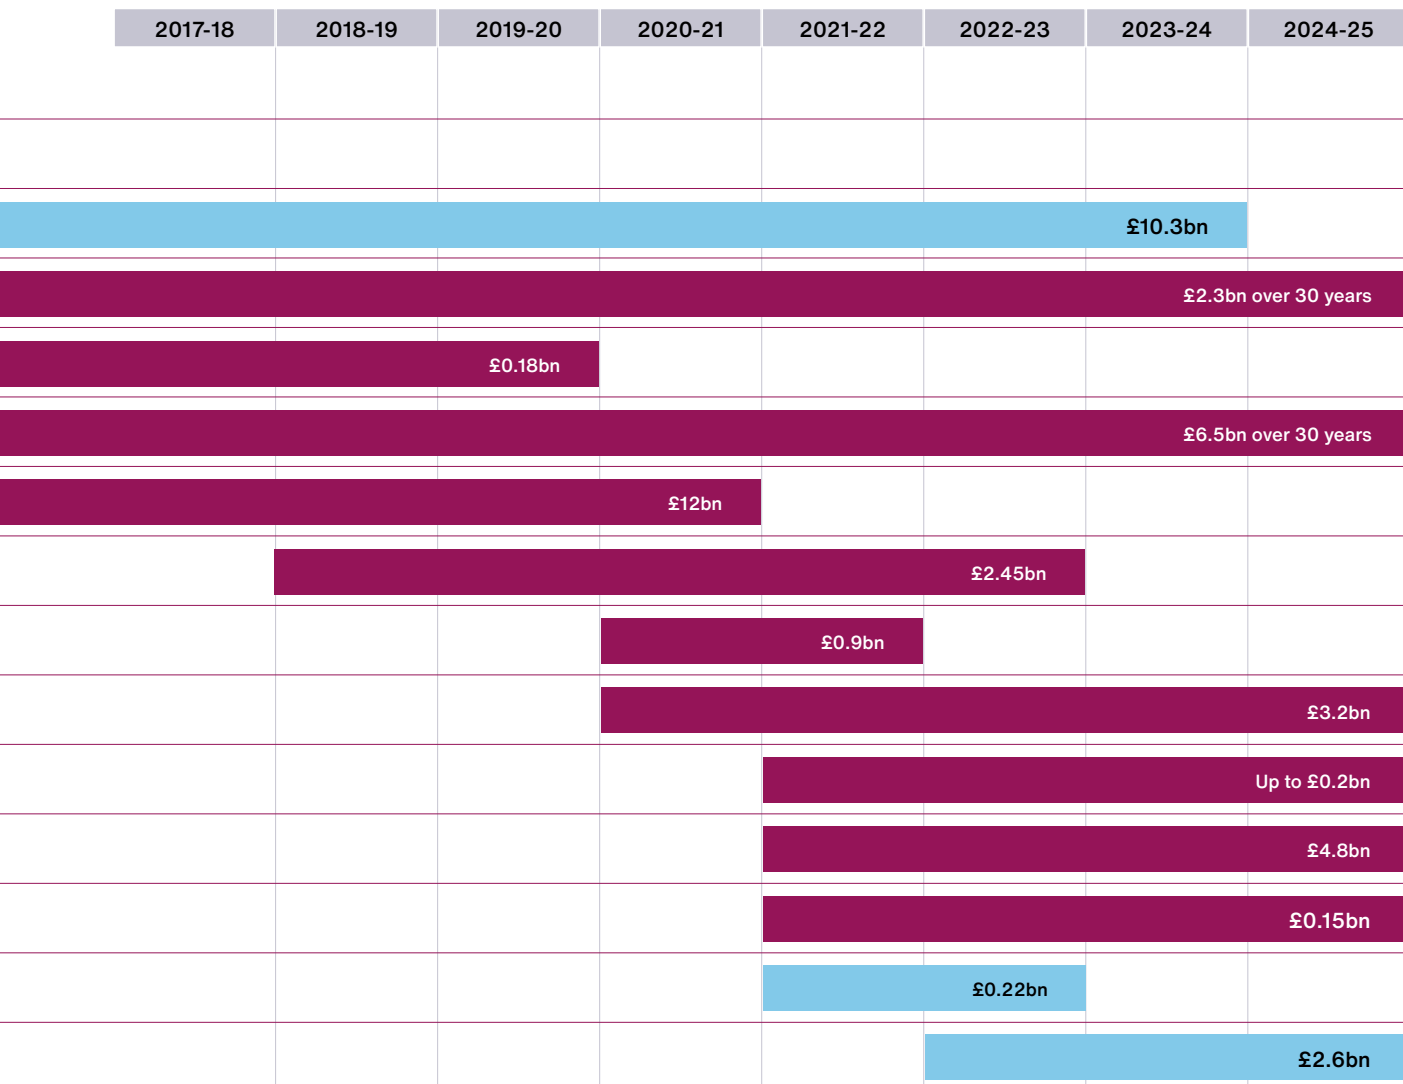 2017-18 2018-19 2019-20 2020-21 2021-22 2022-23 2023-24 2024-25
£10.3bn
£2.3bn over 30 years
£0.18bn
£6.5bn over 30 years
£12bn
£2.45bn
£0.9bn
£3.2bn
Up to £0.2bn
£4.8bn
£0.15bn
£0.22bn
£2.6bn